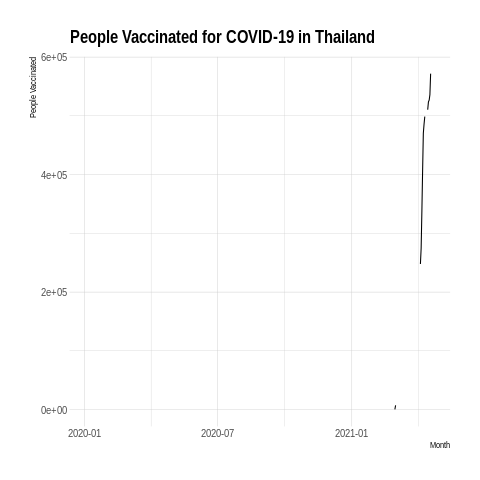 People Vaccinated for COVID-19 in Thailand
People Vaccinated
6e+05
4e+05
2e+05
0e+00
2020-01
2020-07
2021-01
Month